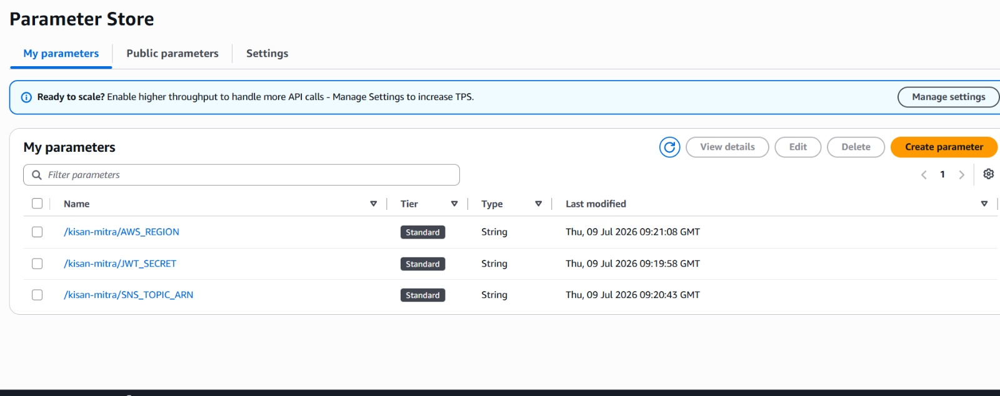 Parameter Store
My parameters Public parameters Settings
Ready to scale? Enable higher throughput to handle more API calls - Manage Settings to increase TPS. Manage settings
My parameters View details Edit Delete Create parameter
Filter parameters 1
Name Tier Type Last modified
/kisan-mitra/AWS_REGION Standard String Thu, 09 Jul 2026 09:21:08 GMT
/kisan-mitra/JWT_SECRET Standard String Thu, 09 Jul 2026 09:19:58 GMT
/kisan-mitra/SNS_TOPIC_ARN Standard String Thu, 09 Jul 2026 09:20:43 GMT